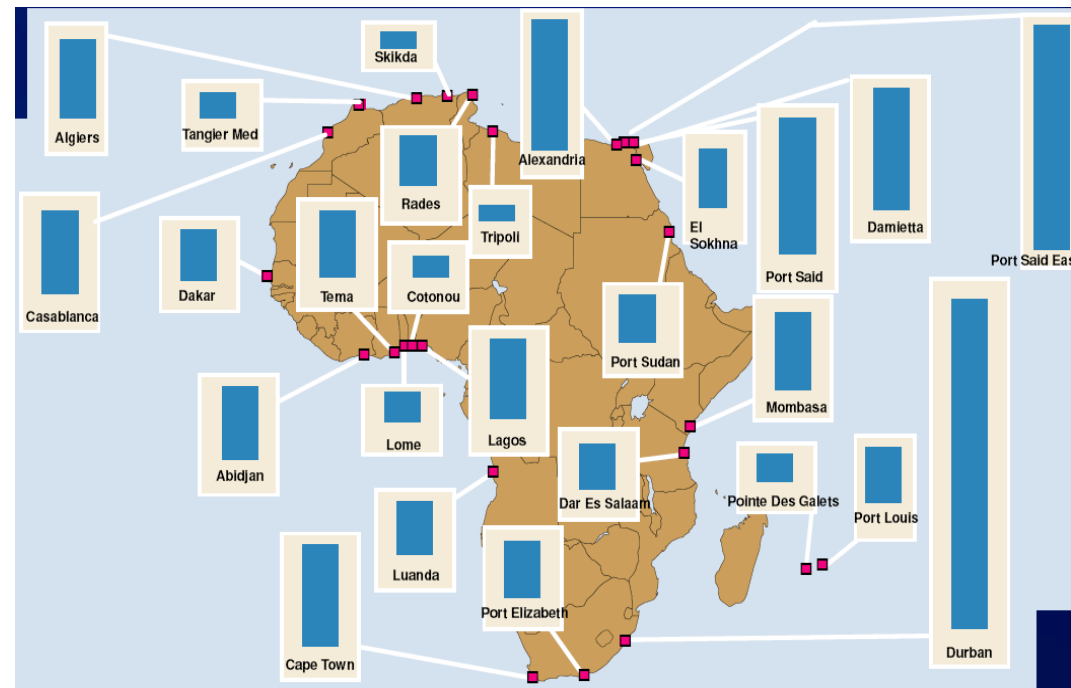 Skikda
Algiers
Tangier Med
Alexandria
Rades
Tripoli
El
Sokhna
Damietta
Port Said
Port Said Eas
Casablanca
Dakar
Tema
Cotonou
Port Sudan
Mombasa
Lome
Lagos
Abidjan
Dar Es Salaam
Pointe Des Galets
Port Louis
Luanda
Port Elizabeth
Cape Town
Durban